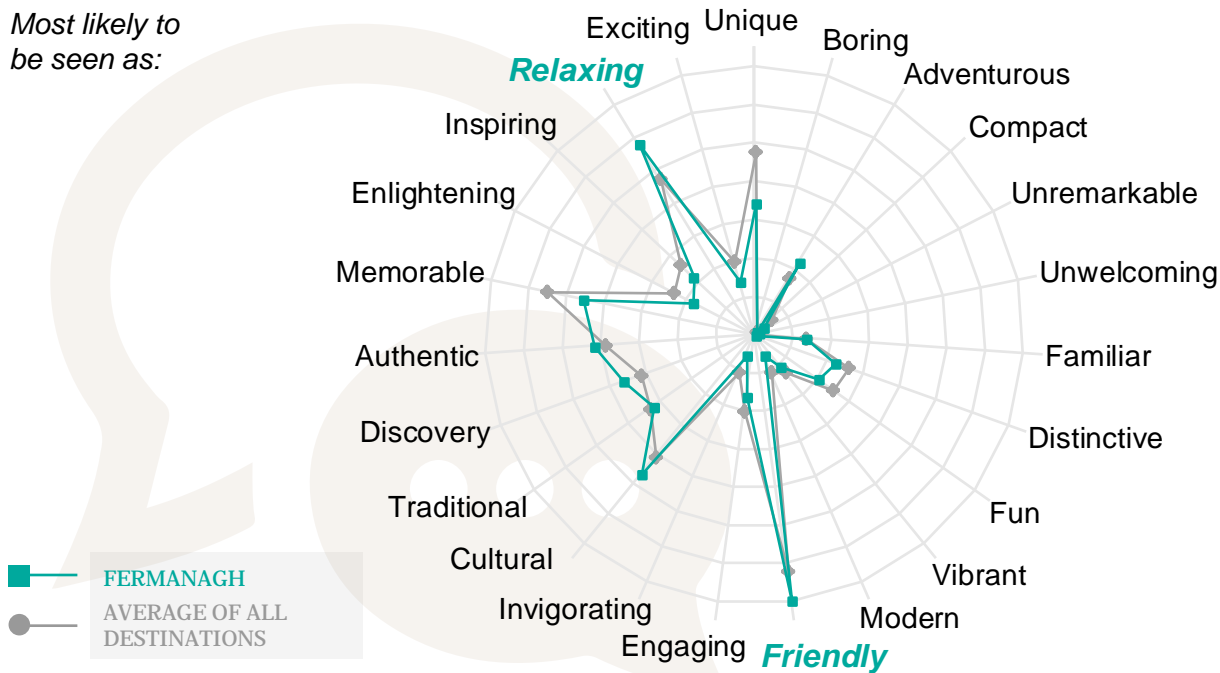 Most likely to
be seen as:
Unique
Boring
Adventurous
Compact
Unremarkable
Unwelcoming
Familiar
Distinctive
Fun
Vibrant
Modern
Friendly
Engaging
Invigorating
Cultural
Traditional
Discovery
Authentic
Memorable
Enlightening
Inspiring
Relaxing
Exciting
FERMANAGH
AVERAGE OF ALL
DESTINATIONS